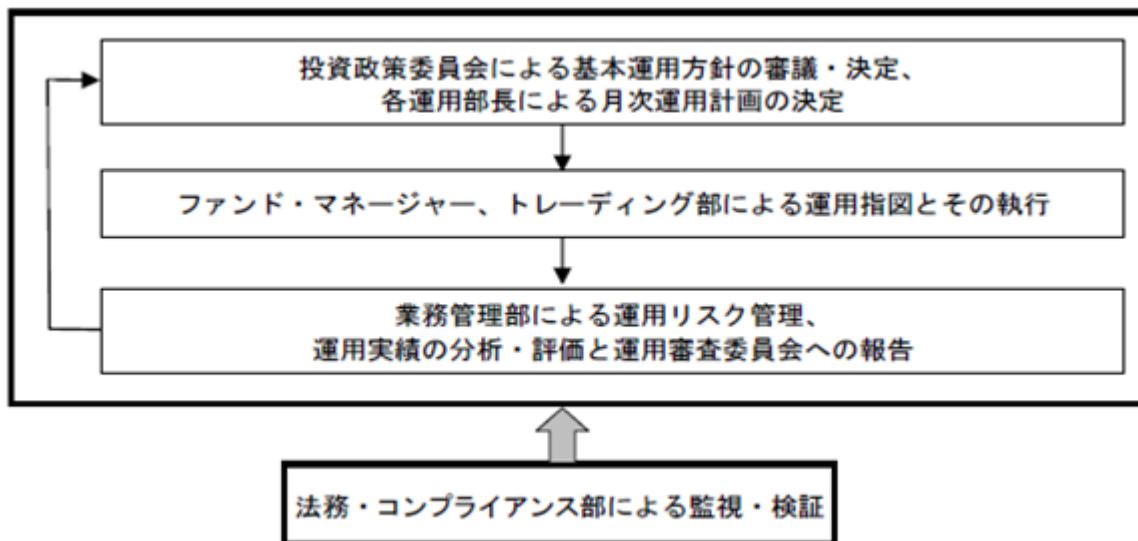 投資政策委員会による基本運用方針の審議・決定、
各運用部長による月次運用計画の決定
ファンド・マネージャー、トレーディング部による運用指図とその執行
業務管理部による運用リスク管理、
運用実績の分析・評価と運用審査委員会への報告
法務・コンプライアンス部による監視・検証